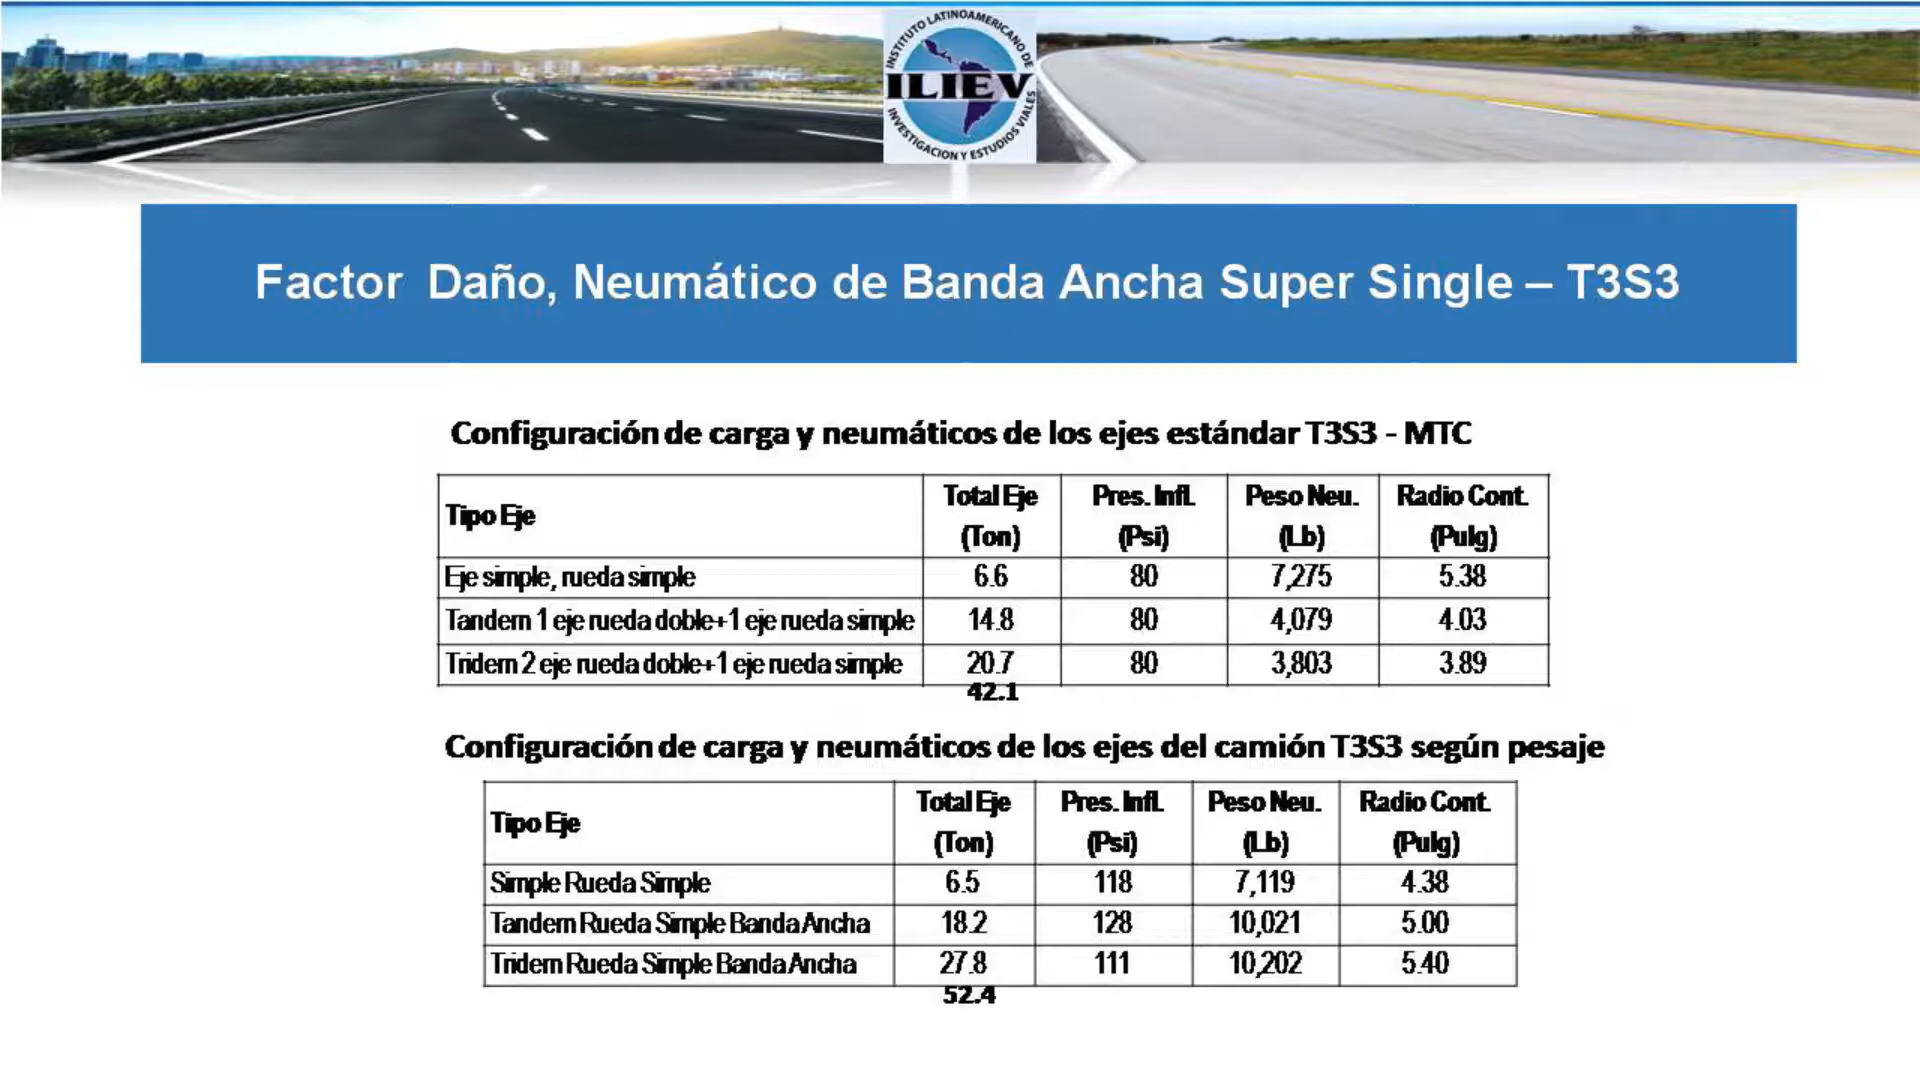 INSTITUTO LATINOAMERICANO DE
ILIEV
INVESTIGACION Y ESTUDIOS VIALES
Factor Daño, Neumático de Banda Ancha Super Single – T3S3
Configuración de carga y neumáticos de los ejes estándar T3S3 - MTC
Tipo Eje Total Eje (Ton) Pres. Infl. (Psi) Peso Neu. (Lb) Radio Cont. (Pulg)
Eje simple, rueda simple 6.6 80 7,275 5.38
Tandem 1 eje rueda doble+1 eje rueda simple 14.8 80 4,079 4.03
Tridem 2 eje rueda doble+1 eje rueda simple 20.7 80 3,803 3.89
42.1
Configuración de carga y neumáticos de los ejes del camión T3S3 según pesaje
Tipo Eje Total Eje (Ton) Pres. Infl. (Psi) Peso Neu. (Lb) Radio Cont. (Pulg)
Simple Rueda Simple 6.5 118 7,119 4.38
Tandem Rueda Simple Banda Ancha 18.2 128 10,021 5.00
Tridem Rueda Simple Banda Ancha 27.8 111 10,202 5.40
52.4